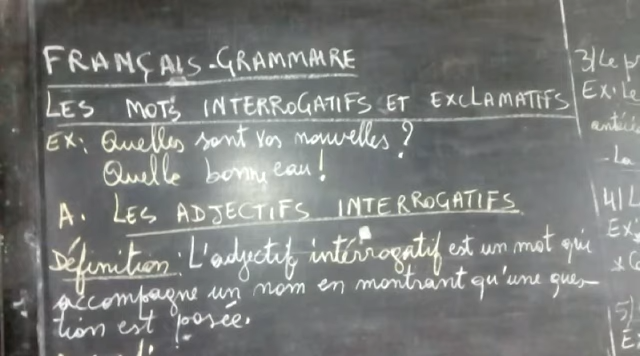 FRANÇAIS-GRAMMAIRE
LES MOTS INTERROGATIFS ET EXCLAMATIFS
EX: Quelles sont vos nouvelles ?
Quelle bonne eau !
A. LES ADJECTIFS INTERROGATIFS
Définition : L'adjectif interrogatif est un mot qui
accompagne un nom en montrant qu'une ques-
tion est posée.
3/ Le pr
Ex: Le
4/ L
Ex
5/
E